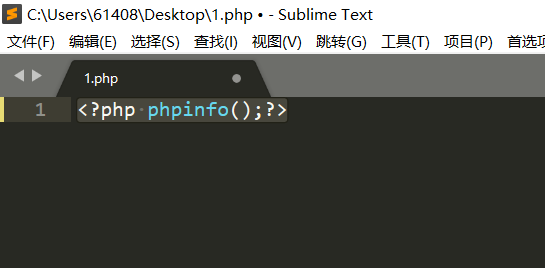 C:\Users\61408\Desktop\1.php • - Sublime Text
文件(F) 编辑(E) 选择(S) 查找(I) 视图(V) 跳转(G) 工具(T) 项目(P) 首选项
1.php
1 <?php phpinfo();?>